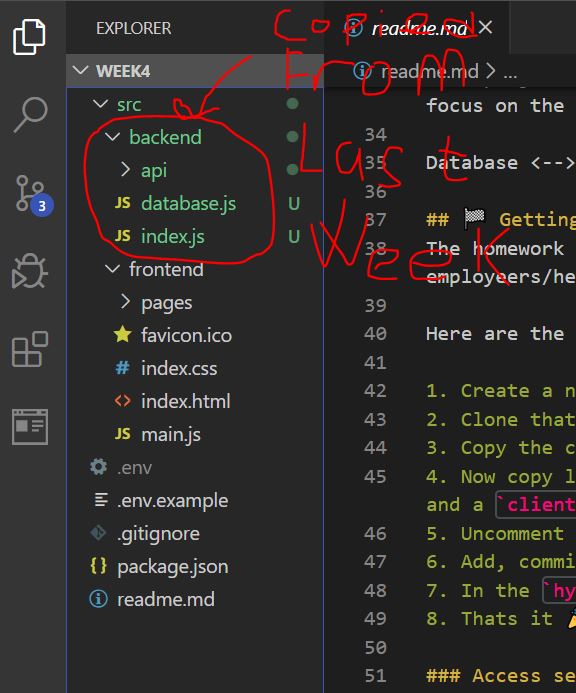 EXPLORER
WEEK4
src
backend
api
JS database.js
U
JS index.js
U
frontend
pages
favicon.ico
# index.css
<> index.html
JS main.js
.env
.env.example
.gitignore
{} package.json
readme.md
3
Copied
From
Last
Week
readme.md
readme.md > ...
focus on the
34
35 Database <-->
36
37 ## 🏁 Getting
38 The homework
employeers/he
39
40 Here are the
41
42 1. Create a n
43 2. Clone that
44 3. Copy the c
45 4. Now copy l
and a `client
46 5. Uncomment
47 6. Add, commi
48 7. In the `hy
49 8. Thats it 🎉
50
51 ### Access se